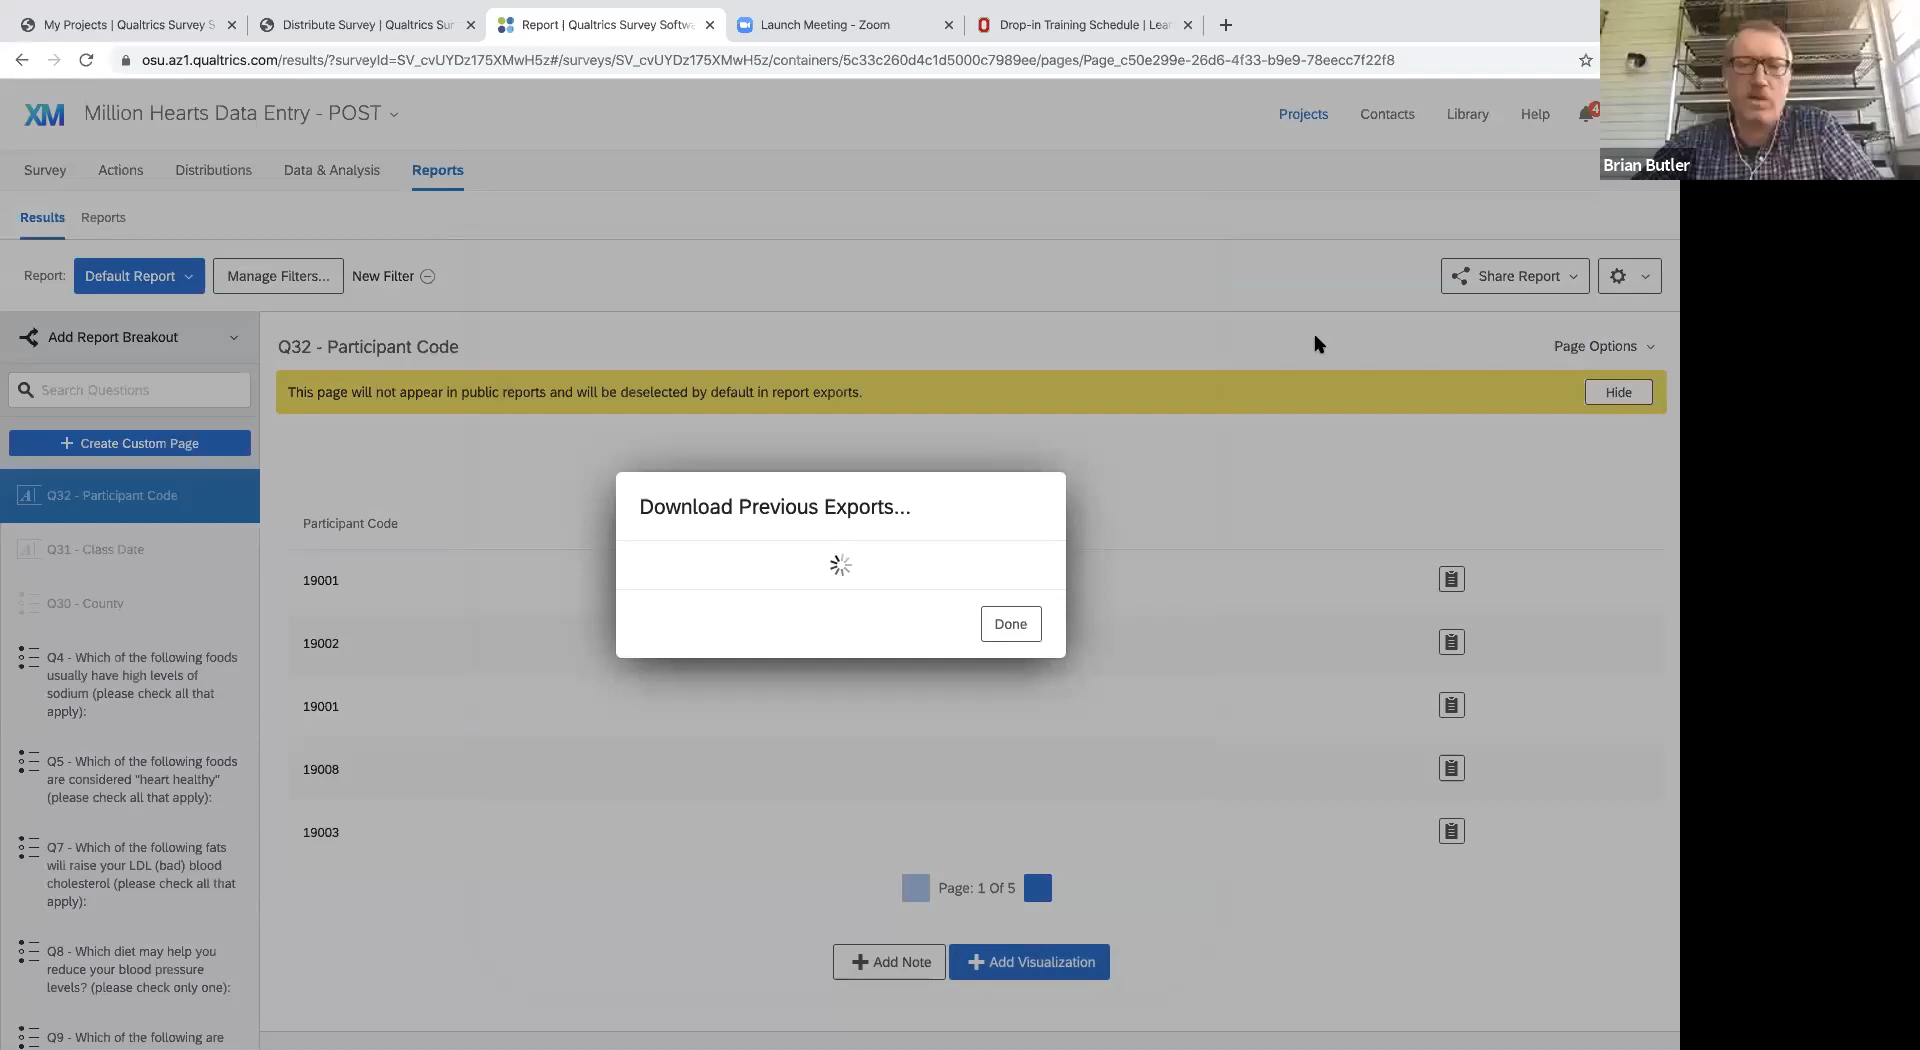 My Projects | Qualtrics Survey S
Distribute Survey | Qualtrics Sur
Report | Qualtrics Survey Softwa
Launch Meeting - Zoom
Drop-in Training Schedule | Lear
osu.az1.qualtrics.com/results/?surveyId=SV_cvUYDz175XMwH5z#/surveys/SV_cvUYDz175XMwH5z/containers/5c33c260d4c1d5000c7989ee/pages/Page_c50e299e-26d6-4f33-b9e9-78eecc7f22f8
XM
Million Hearts Data Entry - POST
Projects
Contacts
Library
Help
4
Brian Butler
Survey
Actions
Distributions
Data & Analysis
Reports
Results
Reports
Report:
Default Report
Manage Filters...
New Filter
Share Report
Add Report Breakout
Search Questions
Create Custom Page
Q32 - Participant Code
Q31 - Class Date
Q30 - County
Q4 - Which of the following foods
usually have high levels of
sodium (please check all that
apply):
Q5 - Which of the following foods
are considered "heart healthy"
(please check all that apply):
Q7 - Which of the following fats
will raise your LDL (bad) blood
cholesterol (please check all that
apply):
Q8 - Which diet may help you
reduce your blood pressure
levels? (please check only one):
Q9 - Which of the following are
Q32 - Participant Code
Page Options
This page will not appear in public reports and will be deselected by default in report exports.
Hide
Participant Code
19001
19002
19001
19008
19003
Page: 1 Of 5
Add Note
Add Visualization
Download Previous Exports...
Done